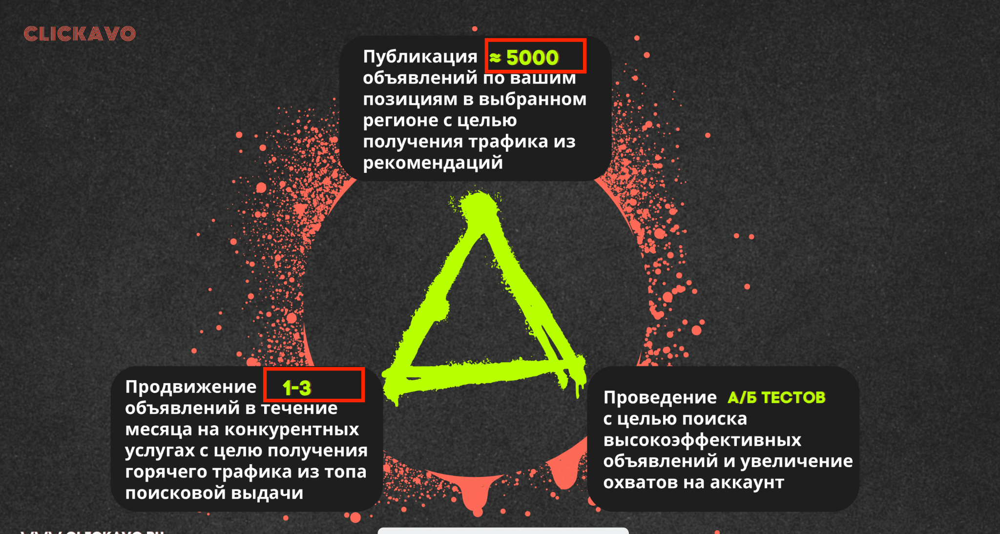 CLICKAVO
Публикация ≈ 5000
объявлений по вашим
позициям в выбранном
регионе с целью
получения трафика из
рекомендаций
Продвижение 1-3
объявлений в течение
месяца на конкурентных
услугах с целю получения
горячего трафика из топа
поисковой выдачи
Проведение А/Б ТЕСТОВ
с целью поиска
высокоэффективных
объявлений и увеличение
охватов на аккаунт